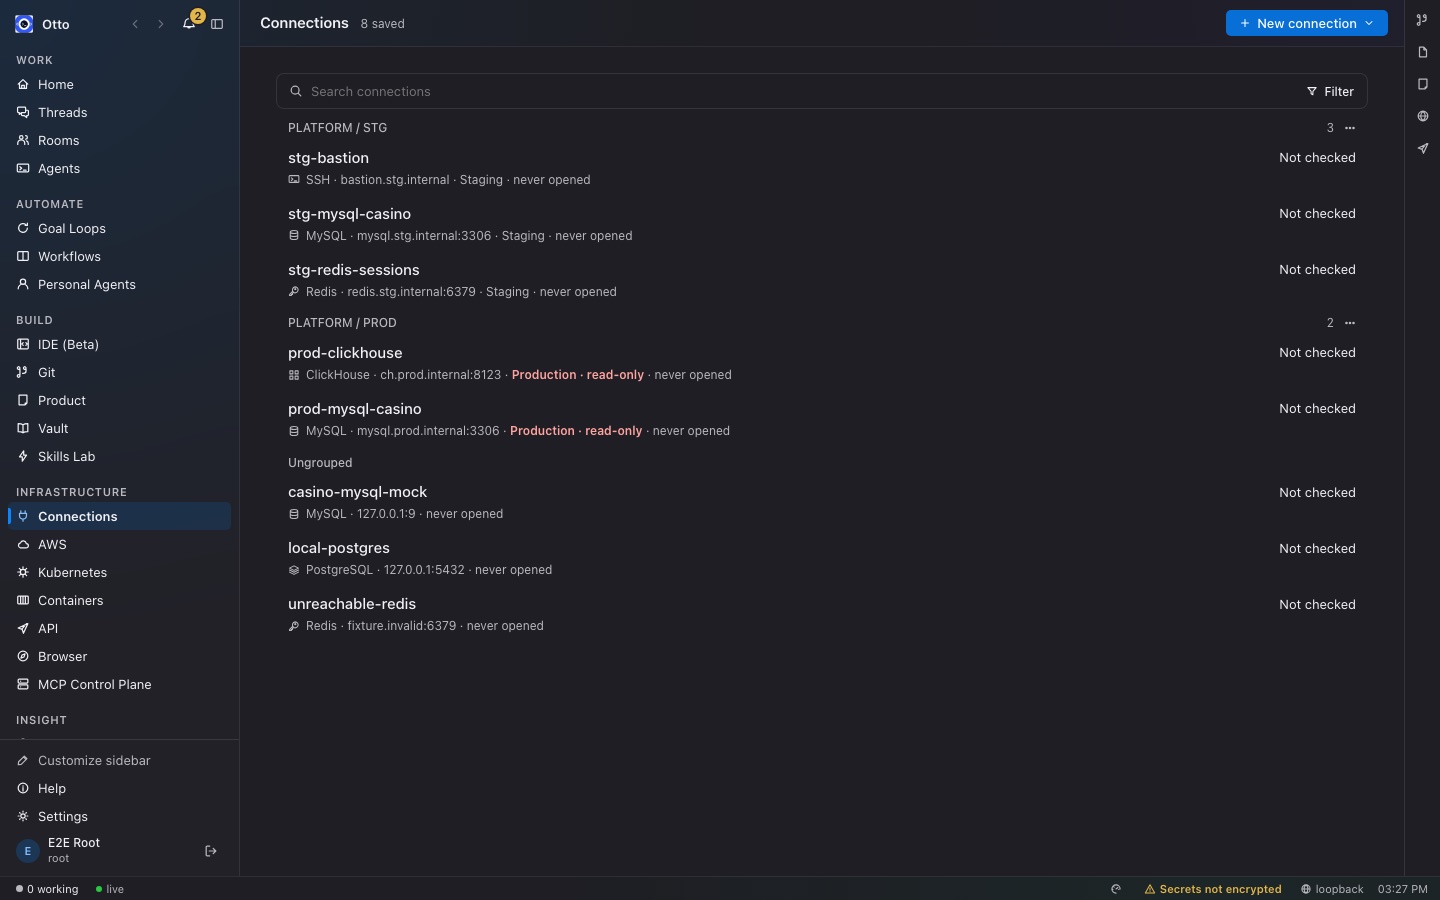 Otto
2
WORK
Home
Threads
Rooms
Agents
AUTOMATE
Goal Loops
Workflows
Personal Agents
BUILD
IDE (Beta)
Git
Product
Vault
Skills Lab
INFRASTRUCTURE
Connections
AWS
Kubernetes
Containers
API
Browser
MCP Control Plane
INSIGHT
Customize sidebar
Help
Settings
E
E2E Root
root
Connections 8 saved
New connection
Search connections
Filter
PLATFORM / STG 3
stg-bastion Not checked
SSH · bastion.stg.internal · Staging · never opened
stg-mysql-casino Not checked
MySQL · mysql.stg.internal:3306 · Staging · never opened
stg-redis-sessions Not checked
Redis · redis.stg.internal:6379 · Staging · never opened
PLATFORM / PROD 2
prod-clickhouse Not checked
ClickHouse · ch.prod.internal:8123 · Production · read-only · never opened
prod-mysql-casino Not checked
MySQL · mysql.prod.internal:3306 · Production · read-only · never opened
Ungrouped
casino-mysql-mock Not checked
MySQL · 127.0.0.1:9 · never opened
local-postgres Not checked
PostgreSQL · 127.0.0.1:5432 · never opened
unreachable-redis Not checked
Redis · fixture.invalid:6379 · never opened
0 working live Secrets not encrypted loopback 03:27 PM